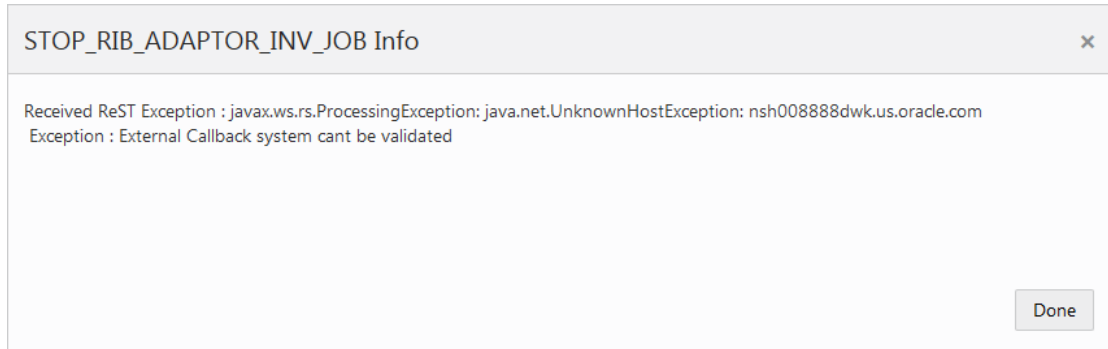 STOP_RIB_ADAPTOR_INV_JOB Info
×
Received ReST Exception : javax.ws.rs.ProcessingException: java.net.UnknownHostException: nsh008888dwk.us.oracle.com
Exception : External Callback system cant be validated
Done